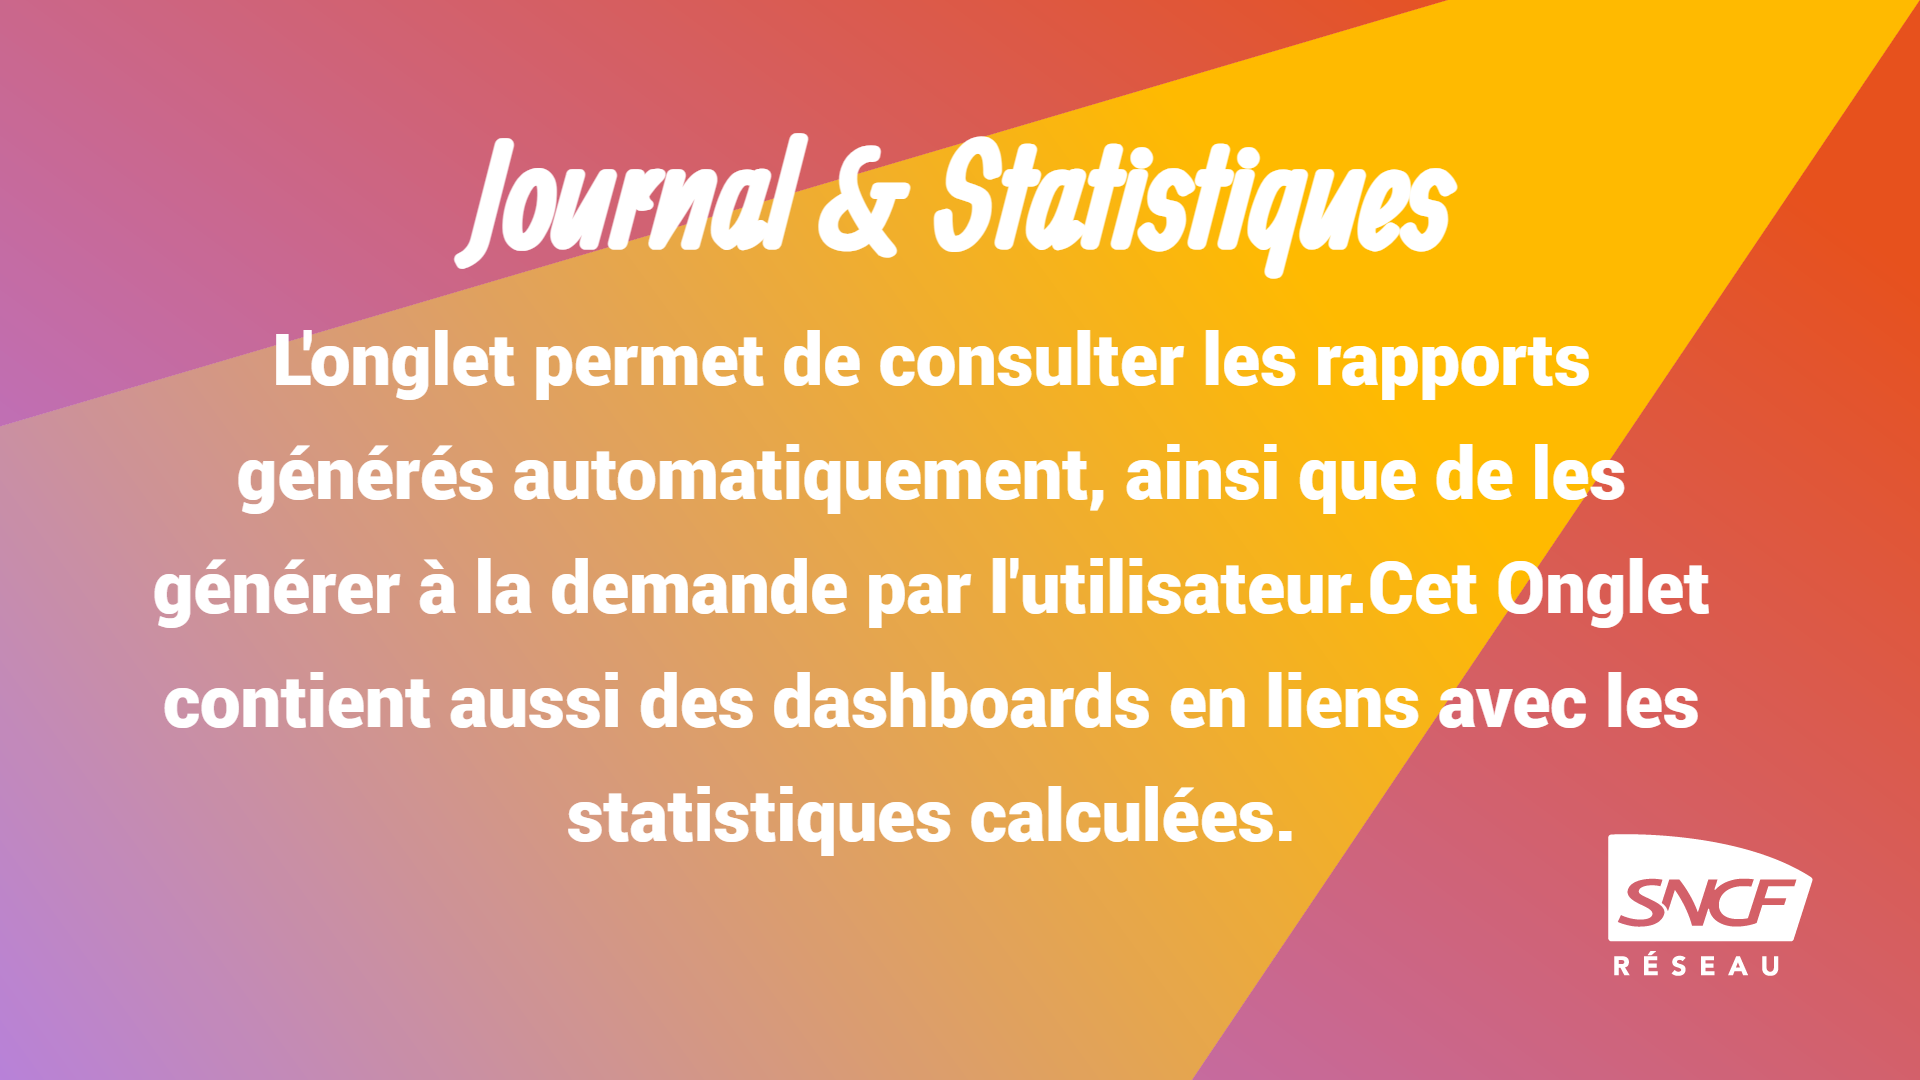 Journal & Statistiques
L'onglet permet de consulter les rapports
générés automatiquement, ainsi que de les
générer à la demande par l'utilisateur.Cet Onglet
contient aussi des dashboards en liens avec les
statistiques calculées.
SNCF
RÉSEAU